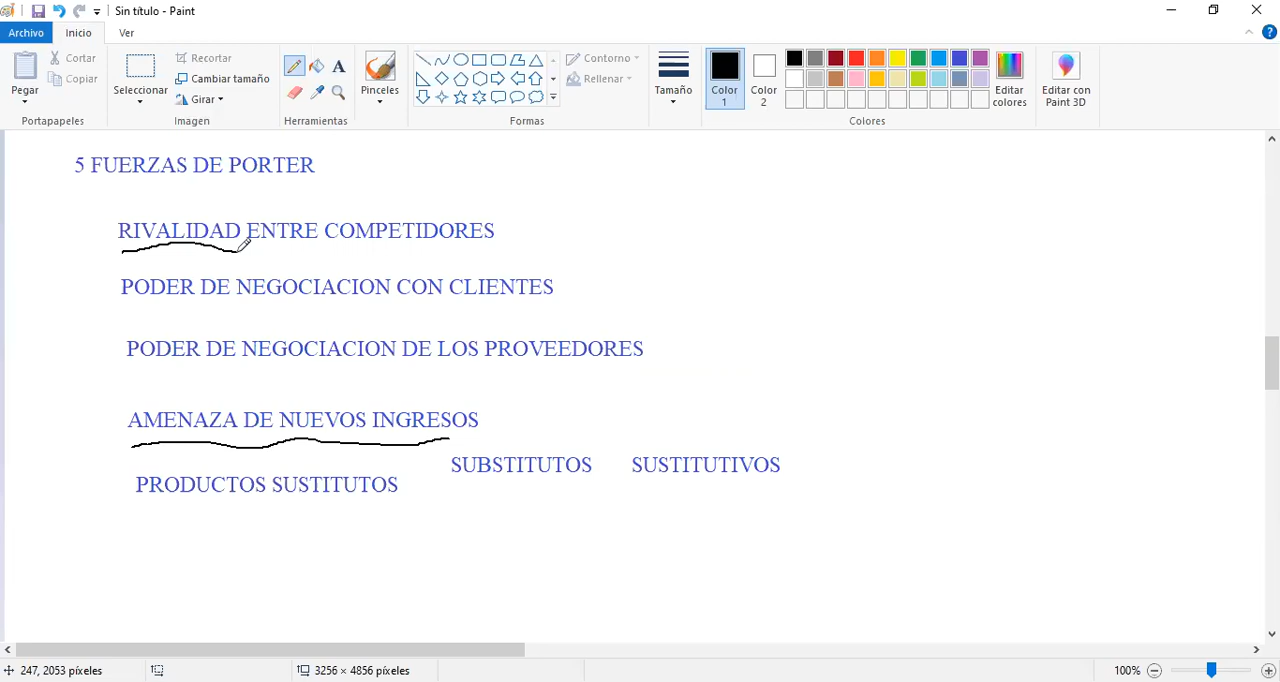 Sin título - Paint
Archivo Inicio Ver
Pegar
Cortar
Copiar
Portapapeles
Seleccionar
Recortar
Cambiar tamaño
Girar
Imagen
A
Herramientas
Pinceles
Contorno
Rellenar
Formas
Tamaño
Color 1
Color 2
Editar colores
Colores
Editar con Paint 3D
5 FUERZAS DE PORTER
RIVALIDAD ENTRE COMPETIDORES
PODER DE NEGOCIACION CON CLIENTES
PODER DE NEGOCIACION DE LOS PROVEEDORES
AMENAZA DE NUEVOS INGRESOS
SUBSTITUTOS SUSTITUTIVOS
PRODUCTOS SUSTITUTOS
247, 2053 píxeles
3256 × 4856 píxeles
100%